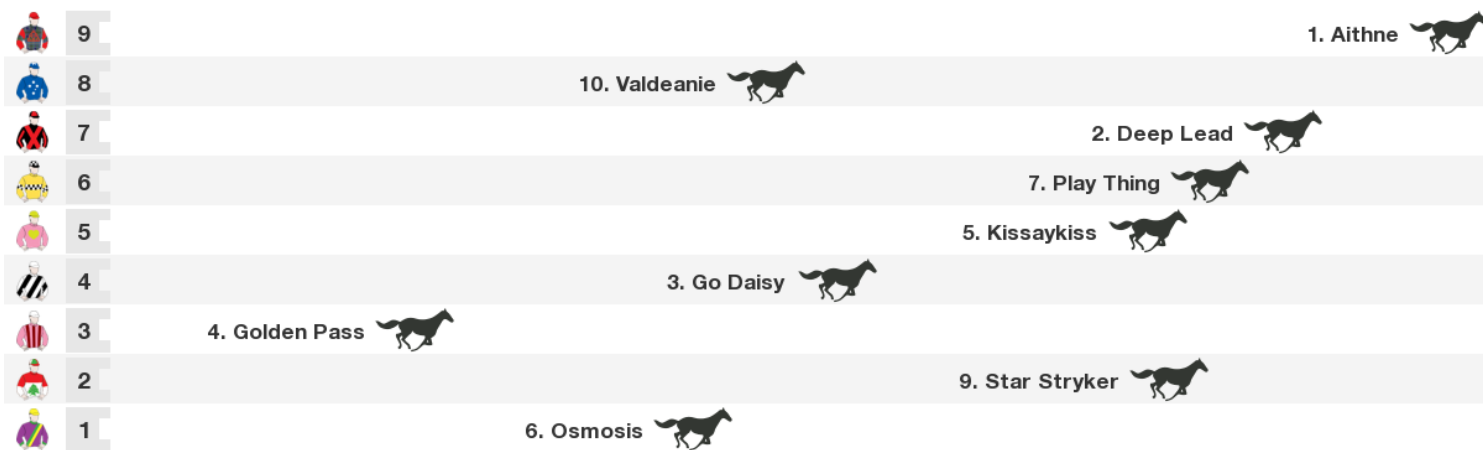 9 1. Aithne
8 10. Valdeanie
7 2. Deep Lead
6 7. Play Thing
5 5. Kissaykiss
4 3. Go Daisy
3 4. Golden Pass
2 9. Star Stryker
1 6. Osmosis